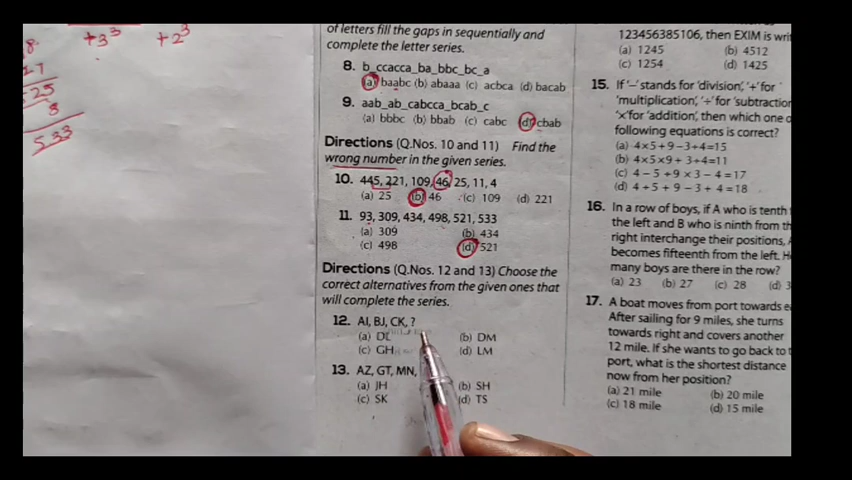 +3³ +2³
8.
27
25
8
533
of letters fill the gaps in sequentially and
complete the letter series.
8. b_ccacca_ba_bbc_bc_a
(a) baabc (b) abaaa (c) acbca (d) bacab
9. aab_ab_cabcca_bcab_c
(a) bbbc (b) bbab (c) cabc (d) cbab
Directions (Q.Nos. 10 and 11) Find the
wrong number in the given series.
10. 445, 221, 109, 46, 25, 11, 4
(a) 25 (b) 46 (c) 109 (d) 221
11. 93, 309, 434, 498, 521, 533
(a) 309 (b) 434
(c) 498 (d) 521
Directions (Q.Nos. 12 and 13) Choose the
correct alternatives from the given ones that
will complete the series.
12. AI, BJ, CK, ?
(a) DL (b) DM
(c) GH (d) LM
13. AZ, GT, MN,
(a) JH (b) SH
(c) SK (d) TS
123456385106, then EXIM is wri
(a) 1245 (b) 4512
(c) 1254 (d) 1425
15. If '–' stands for 'division', '+' for
'multiplication', '÷' for 'subtraction
'×' for 'addition', then which one o
following equations is correct?
(a) 4×5+9–3+4=15
(b) 4×5×9+3+4=11
(c) 4–5+9×3–4=17
(d) 4+5+9–3+4=18
16. In a row of boys, if A who is tenth
the left and B who is ninth from th
right interchange their positions, A
becomes fifteenth from the left. H
many boys are there in the row?
(a) 23 (b) 27 (c) 28 (d) 3
17. A boat moves from port towards ea
After sailing for 9 miles, she turns
towards right and covers another
12 mile. If she wants to go back to t
port, what is the shortest distance
now from her position?
(a) 21 mile (b) 20 mile
(c) 18 mile (d) 15 mile